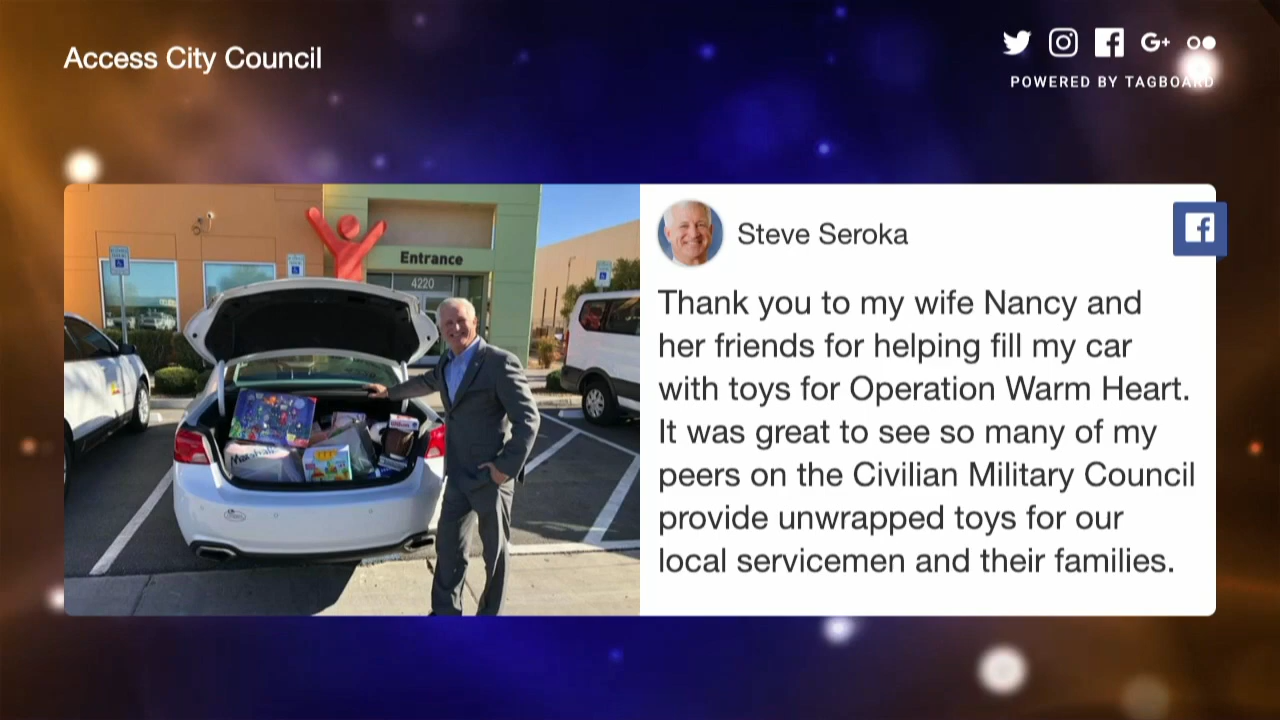 Access City Council
POWERED BY TAGBOARD
Entrance
4220
Marshalls
Steve Seroka
Thank you to my wife Nancy and
her friends for helping fill my car
with toys for Operation Warm Heart.
It was great to see so many of my
peers on the Civilian Military Council
provide unwrapped toys for our
local servicemen and their families.